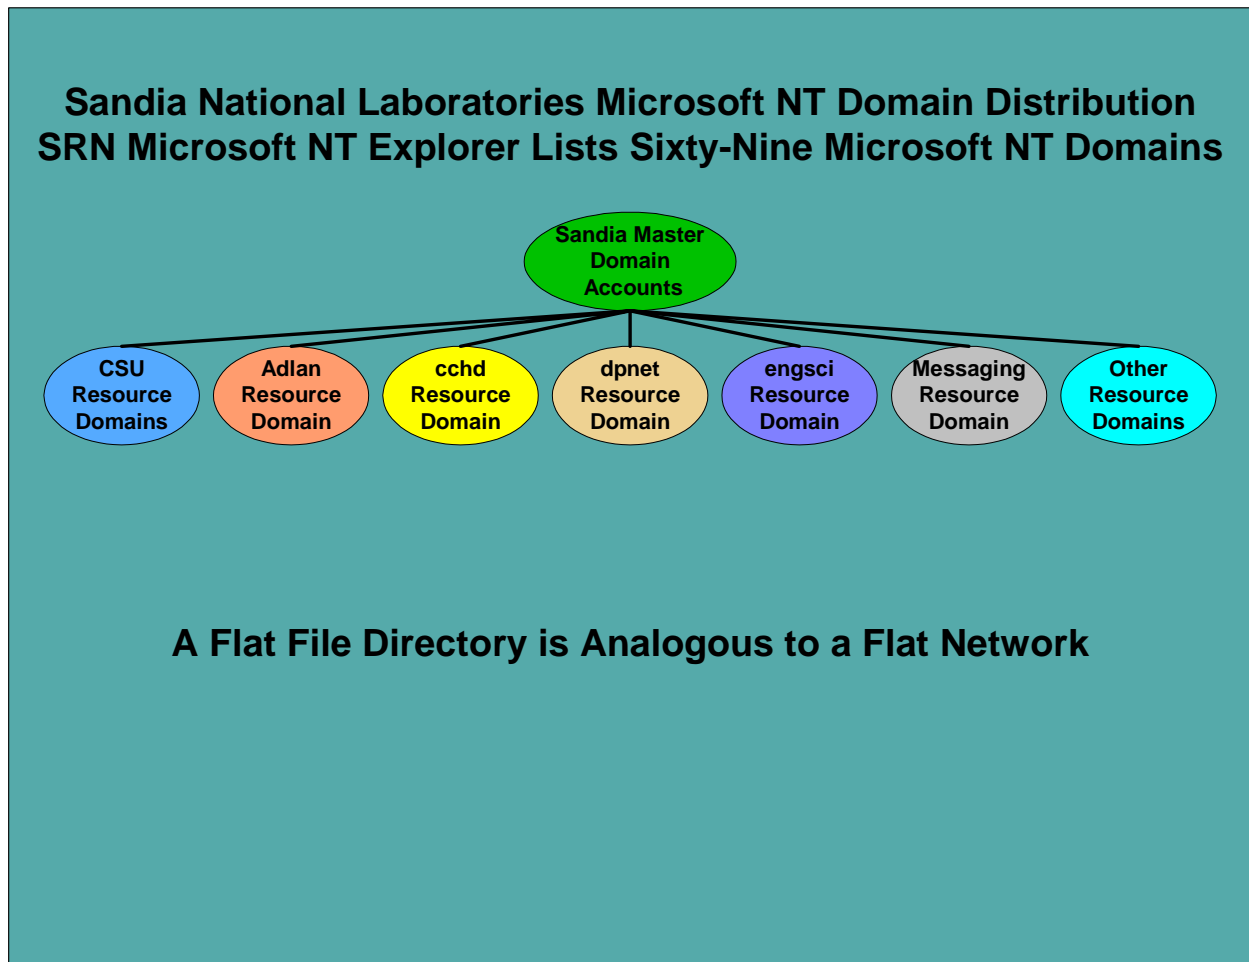 Sandia National Laboratories Microsoft NT Domain Distribution
SRN Microsoft NT Explorer Lists Sixty-Nine Microsoft NT Domains
Sandia Master
Domain
Accounts
CSU
Resource
Domains
Adlan
Resource
Domain
cchd
Resource
Domain
dpnet
Resource
Domain
engsci
Resource
Domain
Messaging
Resource
Domain
Other
Resource
Domains
A Flat File Directory is Analogous to a Flat Network